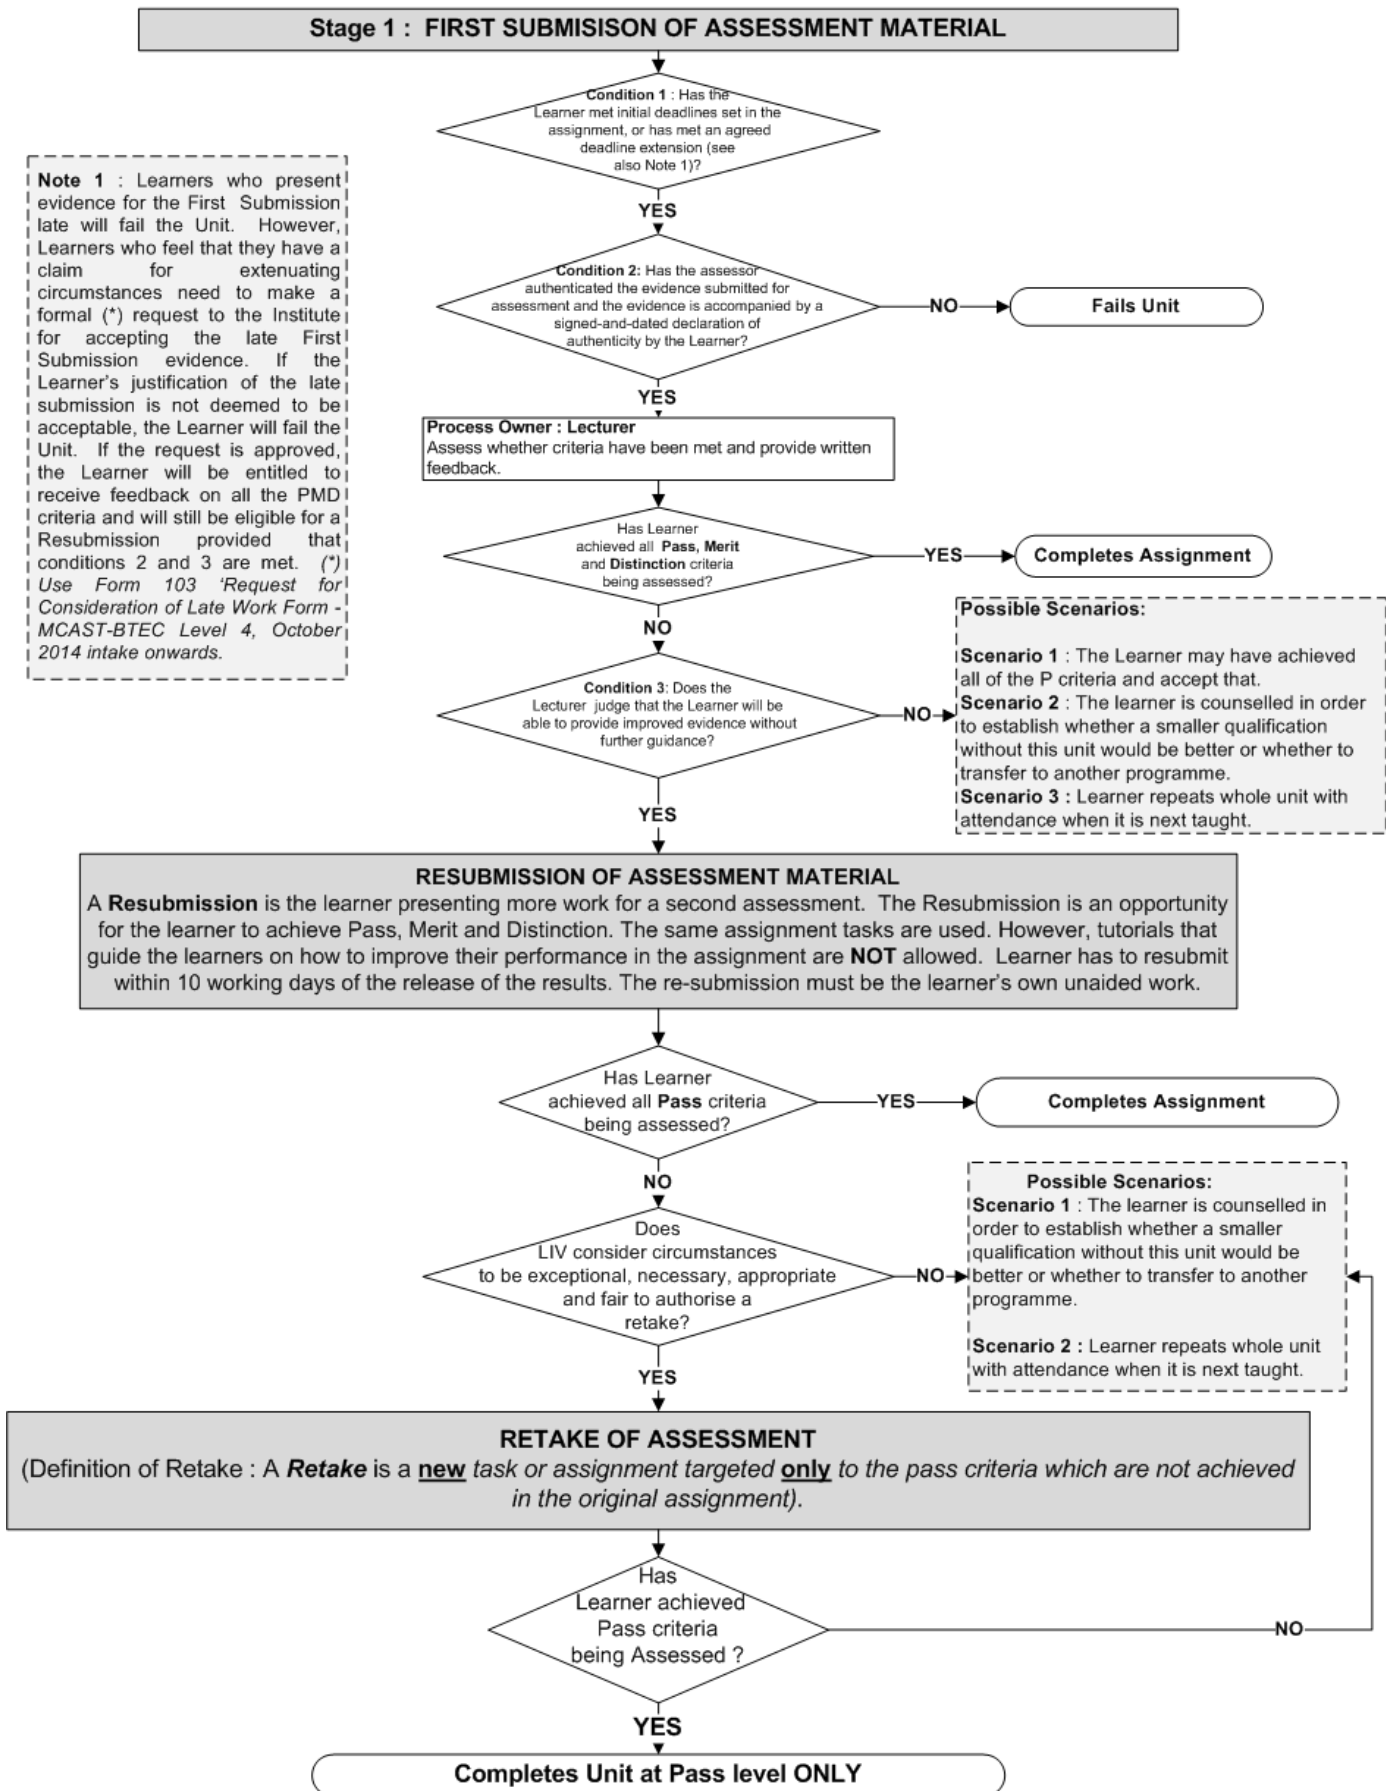 Stage 1 :  FIRST SUBMISISON OF ASSESSMENT MATERIAL
Condition 1 : Has the
Learner met initial deadlines set in the
assignment, or has met an agreed
deadline extension (see
also Note 1)?
Note 1 : Learners who present
evidence for the First Submission
late will fail the Unit. However,
Learners who feel that they have a
claim for extenuating
circumstances need to make a
formal (*) request to the Institute
for accepting the late First
Submission evidence. If the
Learner's justification of the late
submission is not deemed to be
acceptable, the Learner will fail the
Unit. If the request is approved,
the Learner will be entitled to
receive feedback on all the PMD
criteria and will still be eligible for a
Resubmission provided that
conditions 2 and 3 are met. (*)
Use Form 103 'Request for
Consideration of Late Work Form -
MCAST-BTEC Level 4, October
2014 intake onwards.
YES
Condition 2: Has the assessor
authenticated the evidence submitted for
assessment and the evidence is accompanied by a
signed-and-dated declaration of
authenticity by the Learner?
NO
Fails Unit
YES
Process Owner : Lecturer
Assess whether criteria have been met and provide written
feedback.
Has Learner
achieved all Pass, Merit
and Distinction criteria
being assessed?
YES
Completes Assignment
NO
Condition 3: Does the
Lecturer judge that the Learner will be
able to provide improved evidence without
further guidance?
NO
Possible Scenarios:
Scenario 1 : The Learner may have achieved
all of the P criteria and accept that.
Scenario 2 : The learner is counselled in order
to establish whether a smaller qualification
without this unit would be better or whether to
transfer to another programme.
Scenario 3 : Learner repeats whole unit with
attendance when it is next taught.
YES
RESUBMISSION OF ASSESSMENT MATERIAL
A Resubmission is the learner presenting more work for a second assessment. The Resubmission is an opportunity
for the learner to achieve Pass, Merit and Distinction. The same assignment tasks are used. However, tutorials that
guide the learners on how to improve their performance in the assignment are NOT allowed. Learner has to resubmit
within 10 working days of the release of the results. The re-submission must be the learner's own unaided work.
Has Learner
achieved all Pass criteria
being assessed?
YES
Completes Assignment
NO
Does
LIV consider circumstances
to be exceptional, necessary, appropriate
and fair to authorise a
retake?
NO
Possible Scenarios:
Scenario 1 : The learner is counselled in
order to establish whether a smaller
qualification without this unit would be
better or whether to transfer to another
programme.
Scenario 2 : Learner repeats whole unit
with attendance when it is next taught.
YES
RETAKE OF ASSESSMENT
(Definition of Retake : A Retake is a new task or assignment targeted only to the pass criteria which are not achieved
in the original assignment).
Has
Learner achieved
Pass criteria
being Assessed ?
NO
YES
Completes Unit at Pass level ONLY